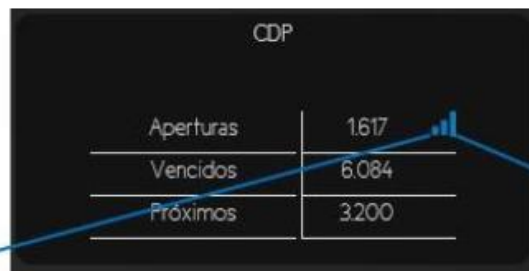 CDP
Aperturas 1.617
Vencidos 6.084
Próximos 3.200